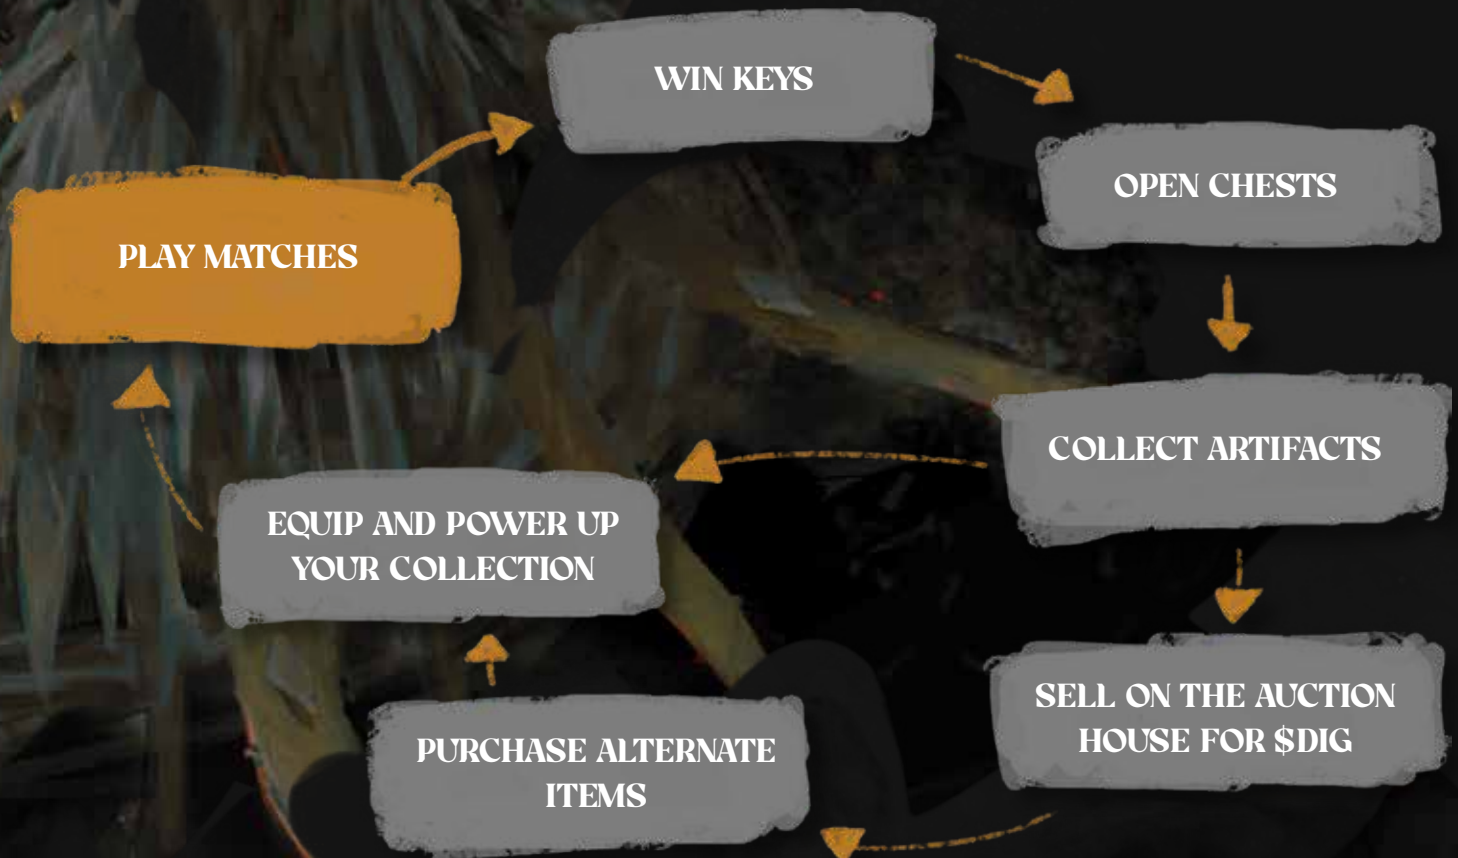 WIN KEYS
OPEN CHESTS
PLAY MATCHES
COLLECT ARTIFACTS
EQUIP AND POWER UP
YOUR COLLECTION
SELL ON THE AUCTION
HOUSE FOR $DIG
PURCHASE ALTERNATE
ITEMS